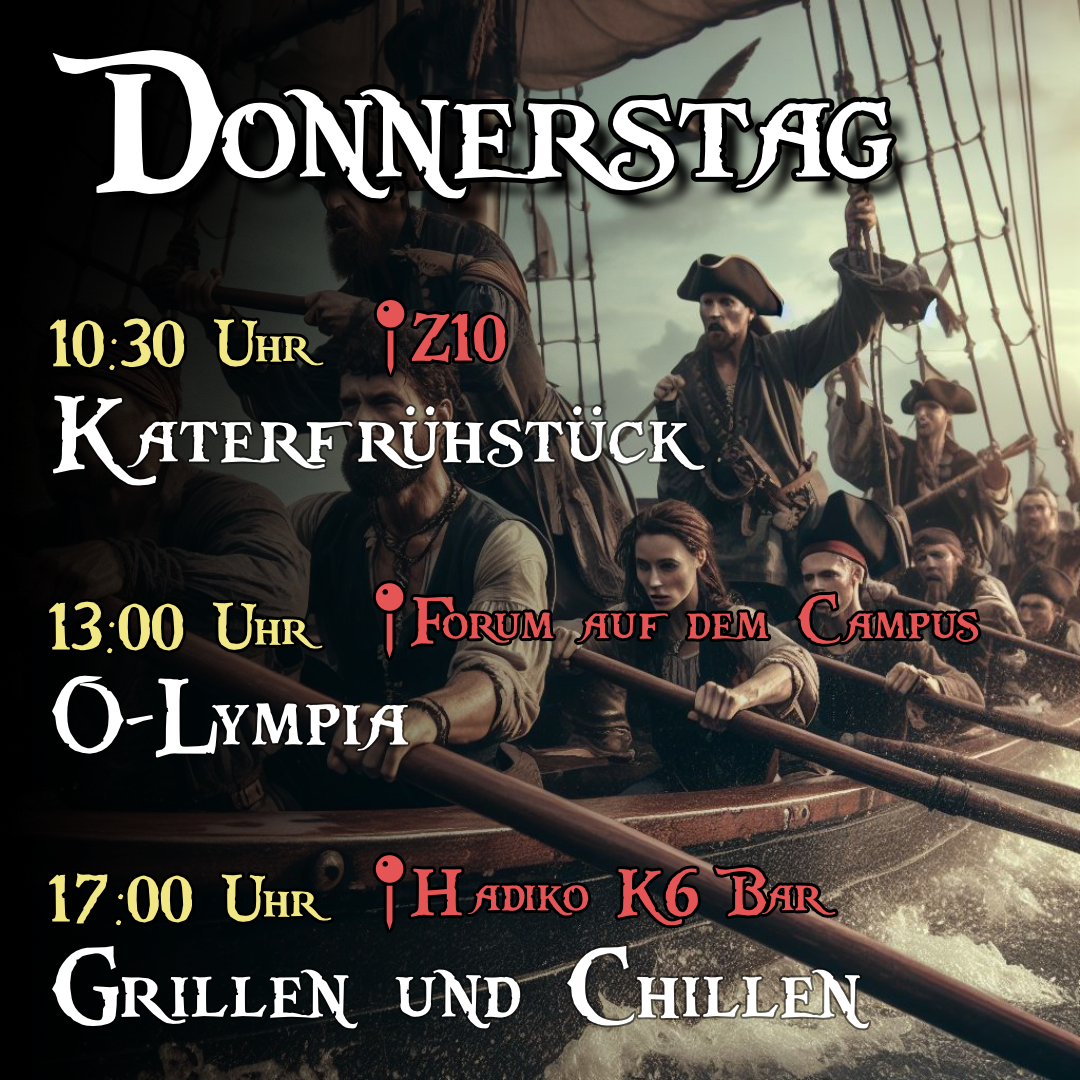 Donnerstag
10:30 Uhr Z10
Katerfrühstück
13:00 Uhr Forum auf dem Campus
O-Lympia
17:00 Uhr Hadiko K6 Bar
Grillen und Chillen